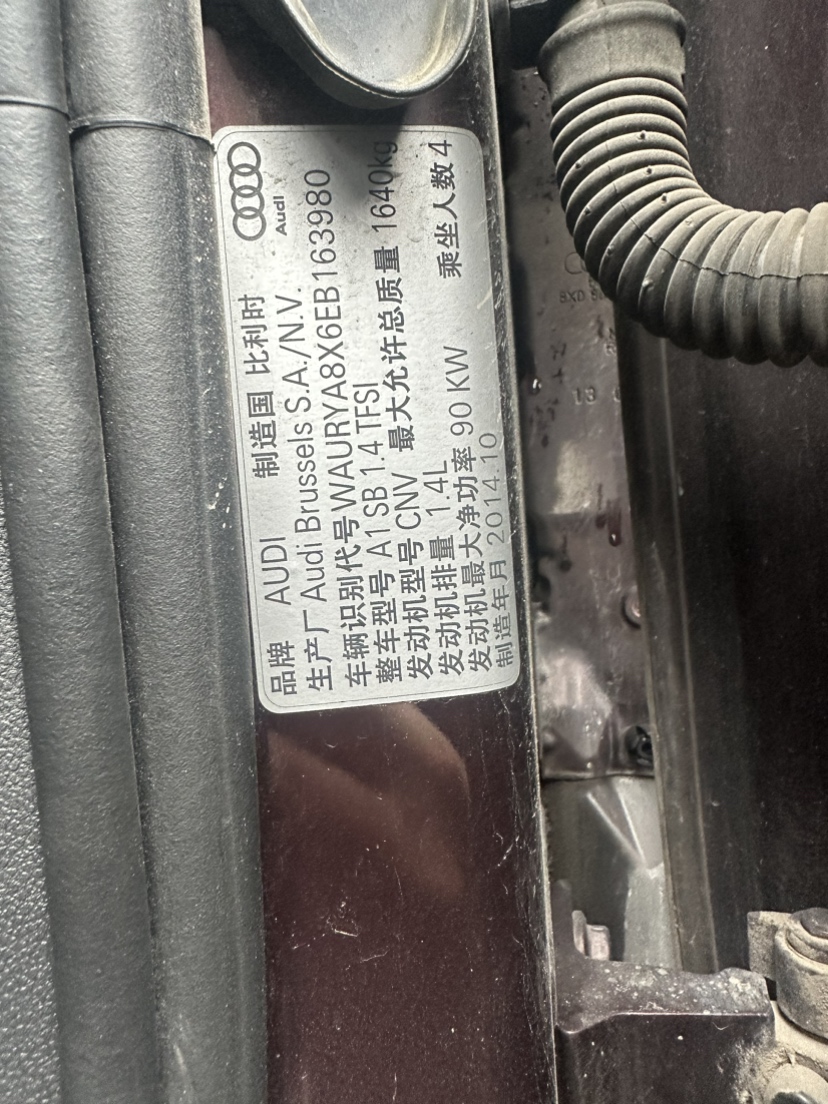 Audi
品牌 AUDI 制造国 比利时
生产厂 Audi Brussels S.A./N.V.
车辆识别代号 WAURYA8X6EB163980
整车型号 A1 SB 1.4 TFSI
发动机型号 CNV 最大允许总质量 1640kg
发动机排量 1.4L
发动机最大净功率 90 KW 乘坐人数 4
制造年月 2014.10
13